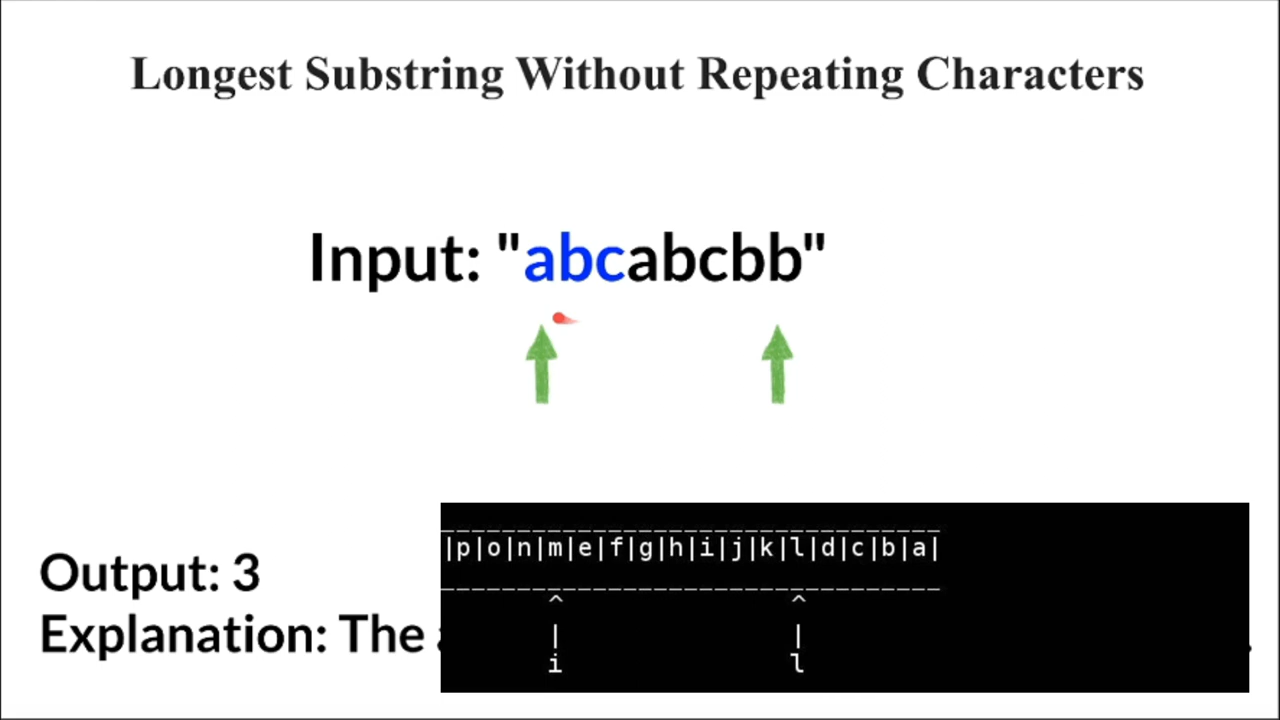 Longest Substring Without Repeating Characters
Input: "abcabcbb"
Output: 3
Explanation: The
|p|o|n|m|e|f|g|h|i|j|k|l|d|c|b|a|
^ ^
| |
i l